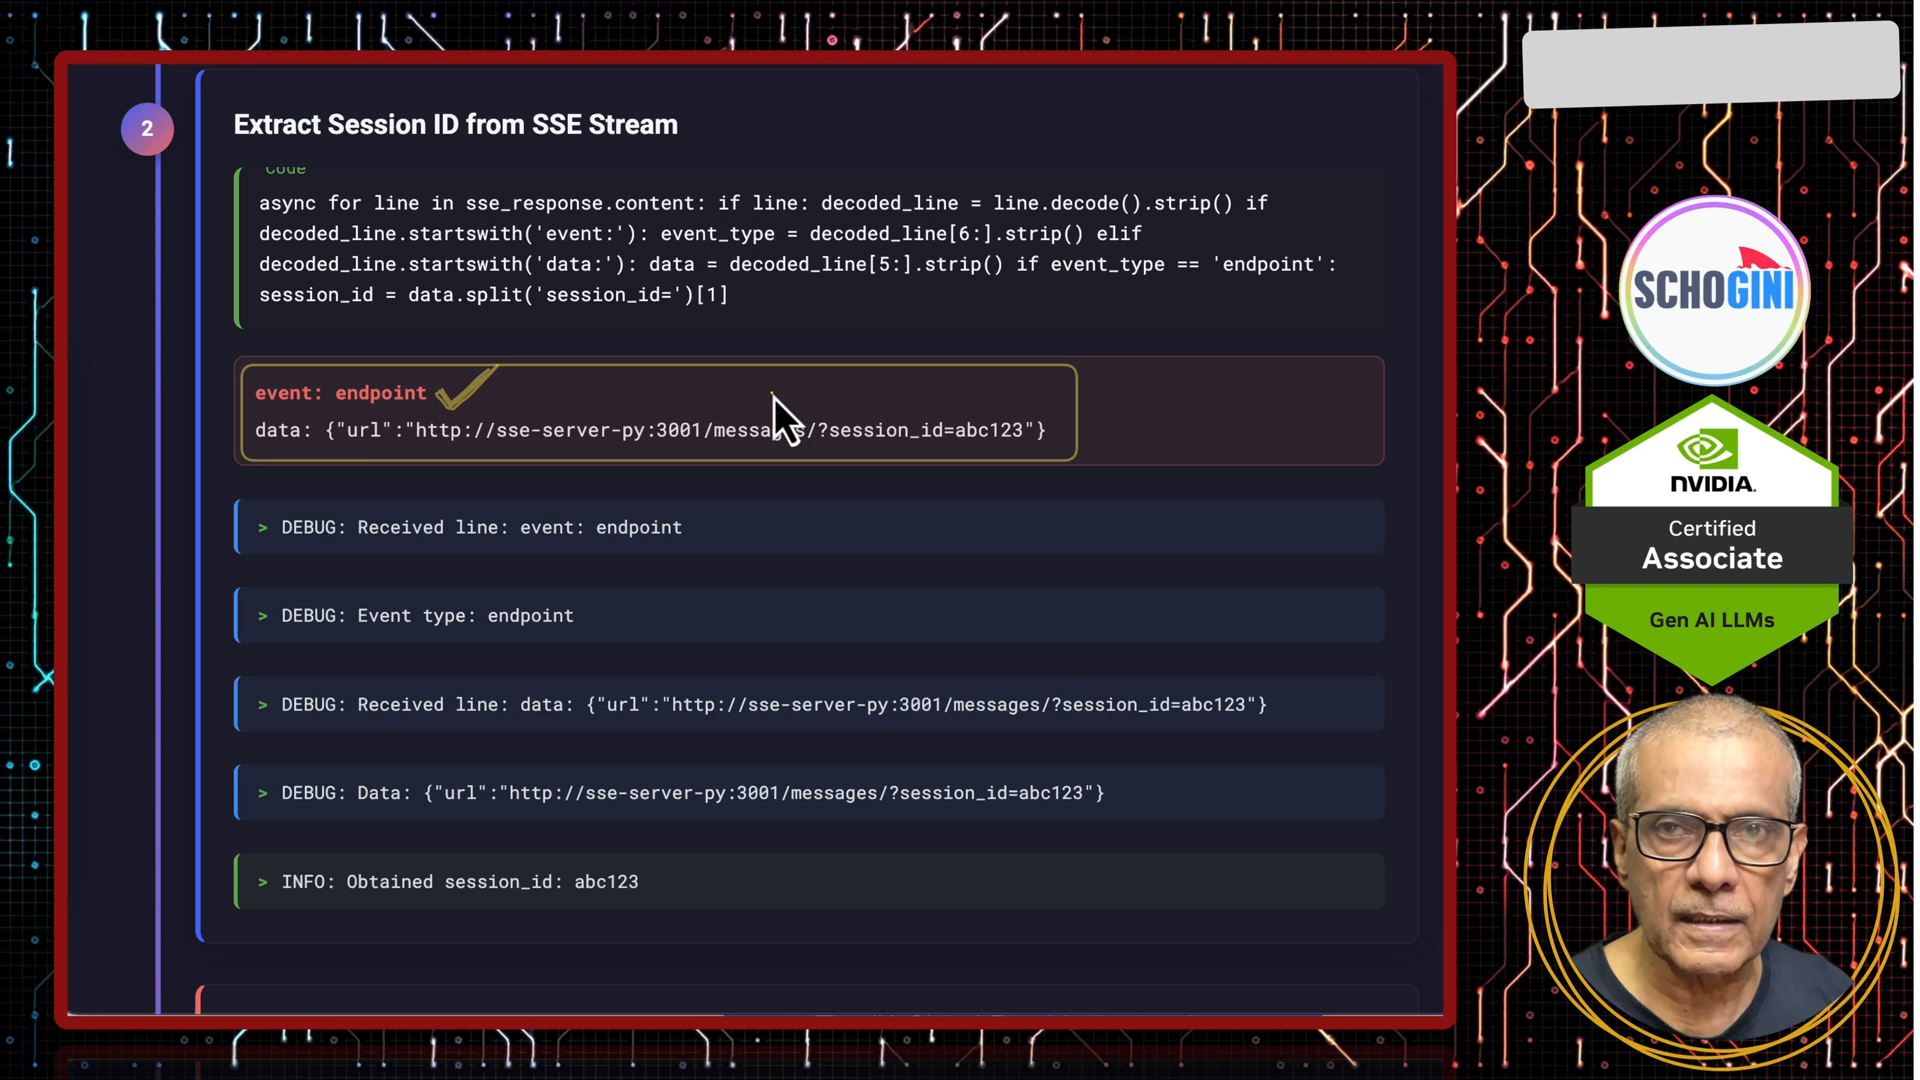 2
Extract Session ID from SSE Stream
Code
async for line in sse_response.content: if line: decoded_line = line.decode().strip() if
decoded_line.startswith('event:'): event_type = decoded_line[6:].strip() elif
decoded_line.startswith('data:'): data = decoded_line[5:].strip() if event_type == 'endpoint':
session_id = data.split('session_id=')[1]
event: endpoint
data: {"url":"http://sse-server-py:3001/messages/?session_id=abc123"}
> DEBUG: Received line: event: endpoint
> DEBUG: Event type: endpoint
> DEBUG: Received line: data: {"url":"http://sse-server-py:3001/messages/?session_id=abc123"}
> DEBUG: Data: {"url":"http://sse-server-py:3001/messages/?session_id=abc123"}
> INFO: Obtained session_id: abc123
SCHOGINI
NVIDIA.
Certified
Associate
Gen AI LLMs